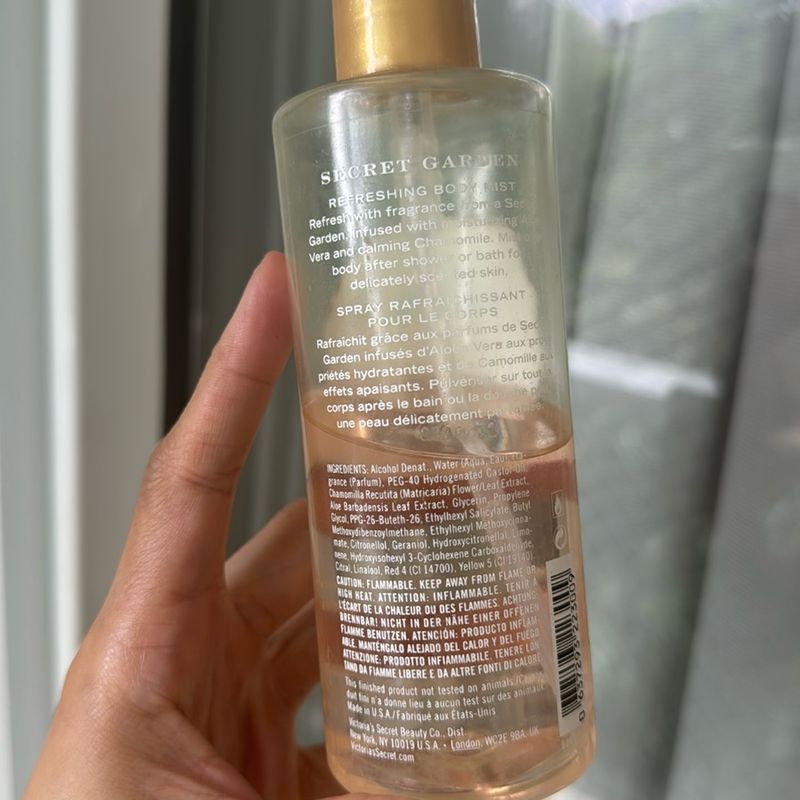 SECRET GARDEN
REFRESHING BODY MIST
Refresh with fragrance from a
Garden, infused with moisturizing
Vera and calming Chamomile. Mist
body after shower or bath for
delicately scented skin.
SPRAY RAFRAÎCHISSANT
POUR LE CORPS
Rafraîchit grâce aux parfums de
Garden infusés d'Aloe Vera aux
priétés hydratantes et de Camomille aux
effets apaisants. Pulvériser sur tout
corps après le bain ou la douche
une peau délicatement
INGREDIENTS: Alcohol Denat., Water (Aqua, Eau), Fra-
grance (Parfum), PEG-40 Hydrogenated Castor Oil,
Chamomilla Recutita (Matricaria) Flower/Leaf Extract,
Aloe Barbadensis Leaf Extract, Glycerin, Propylene
Glycol, PPG-26-Buteth-26, Ethylhexyl Salicylate, Butyl
Methoxydibenzoylmethane, Ethylhexyl Methoxycinna-
mate, Citronellol, Geraniol, Hydroxycitronellal, Limo-
nene, Hydroxyisohexyl 3-Cyclohexene Carboxaldehyde,
Citral, Linalool, Red 4 (CI 14700), Yellow 5 (CI 19140).
CAUTION: FLAMMABLE. KEEP AWAY FROM FLAME OR
HIGH HEAT. ATTENTION: INFLAMMABLE. TENIR À
L'ÉCART DE LA CHALEUR OU DES FLAMMES. ACHTUNG:
BRENNBAR! NICHT IN DER NÄHE EINER OFFENEN
FLAMME BENUTZEN. ATENCIÓN: PRODUCTO INFLAM-
ABLE. MANTÉNGALO ALEJADO DEL CALOR Y DEL FUEGO.
ATTENZIONE: PRODOTTO INFIAMMABILE. TENERE LON-
TANO DA FIAMME LIBERE E DA ALTRE FONTI DI CALORE.
This finished product not tested on animals/Ce
duit fini n'a donné lieu à aucun test sur des animaux.
Made in U.S.A./Fabriqué aux États-Unis
Victoria's Secret Beauty Co., Dist.
New York, NY 10019 U.S.A. • London, WC2E 9BA, UK
VictoriasSecret.com